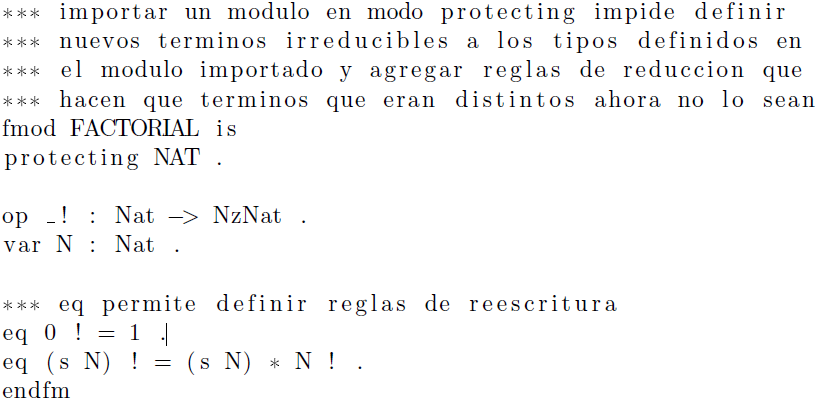 *** importar un modulo en modo protecting impide definir
*** nuevos terminos irreducibles a los tipos definidos en
*** el modulo importado y agregar reglas de reduccion que
*** hacen que terminos que eran distintos ahora no lo sean
fmod FACTORIAL is
protecting NAT .
op _! : Nat -> NzNat .
var N : Nat .
*** eq permite definir reglas de reescritura
eq 0 ! = 1 .
eq (s N) ! = (s N) * N ! .
endfm